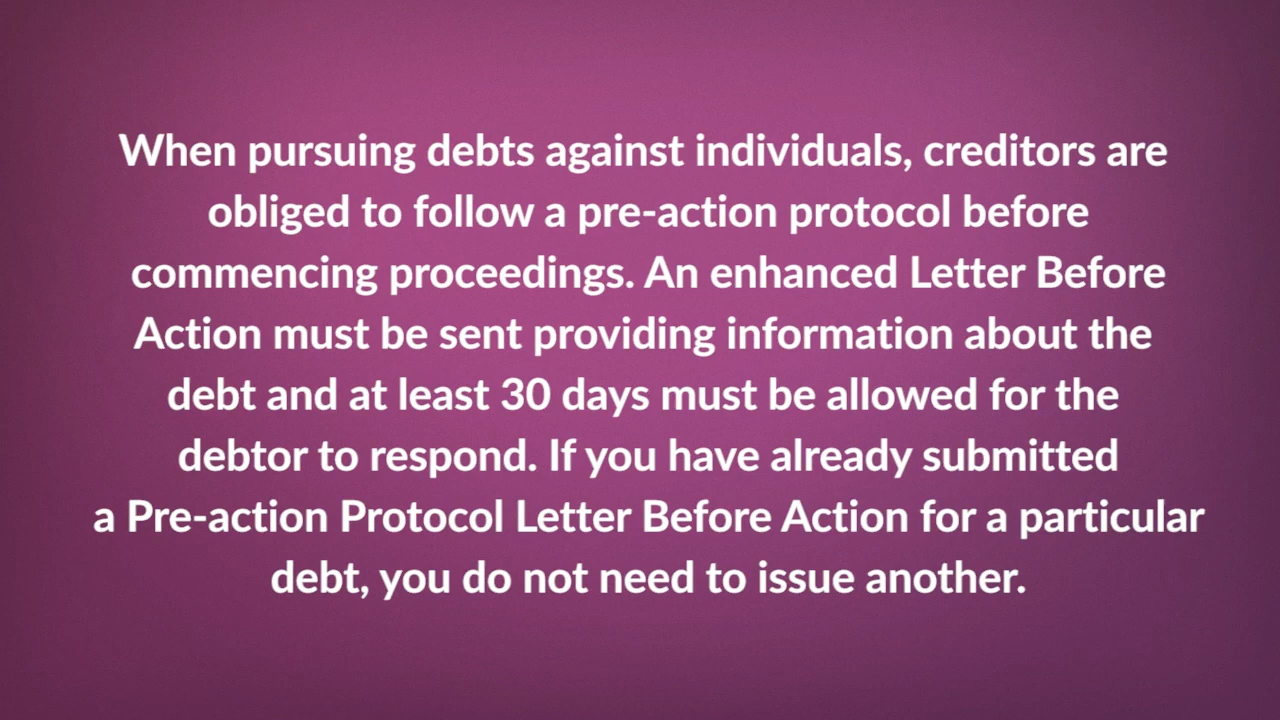 When pursuing debts against individuals, creditors are
obliged to follow a pre-action protocol before
commencing proceedings. An enhanced Letter Before
Action must be sent providing information about the
debt and at least 30 days must be allowed for the
debtor to respond. If you have already submitted
a Pre-action Protocol Letter Before Action for a particular
debt, you do not need to issue another.